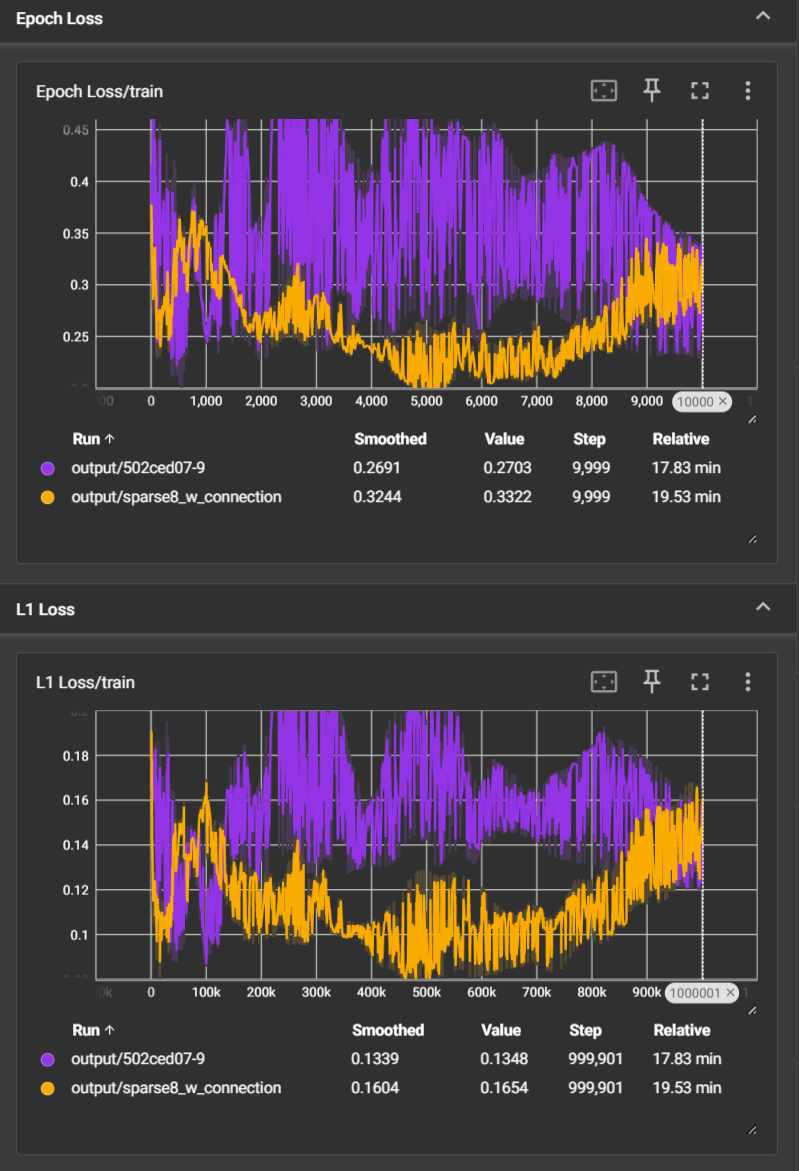 Epoch Loss
Epoch Loss/train
0.45
0.4
0.35
0.3
0.25
0 1,000 2,000 3,000 4,000 5,000 6,000 7,000 8,000 9,000 10000 ×
Run ↑ Smoothed Value Step Relative
output/502ced07-9 0.2691 0.2703 9,999 17.83 min
output/sparse8_w_connection 0.3244 0.3322 9,999 19.53 min
L1 Loss
L1 Loss/train
0.18
0.16
0.14
0.12
0.1
0k 0 100k 200k 300k 400k 500k 600k 700k 800k 900k 1000001 ×
Run ↑ Smoothed Value Step Relative
output/502ced07-9 0.1339 0.1348 999,901 17.83 min
output/sparse8_w_connection 0.1604 0.1654 999,901 19.53 min